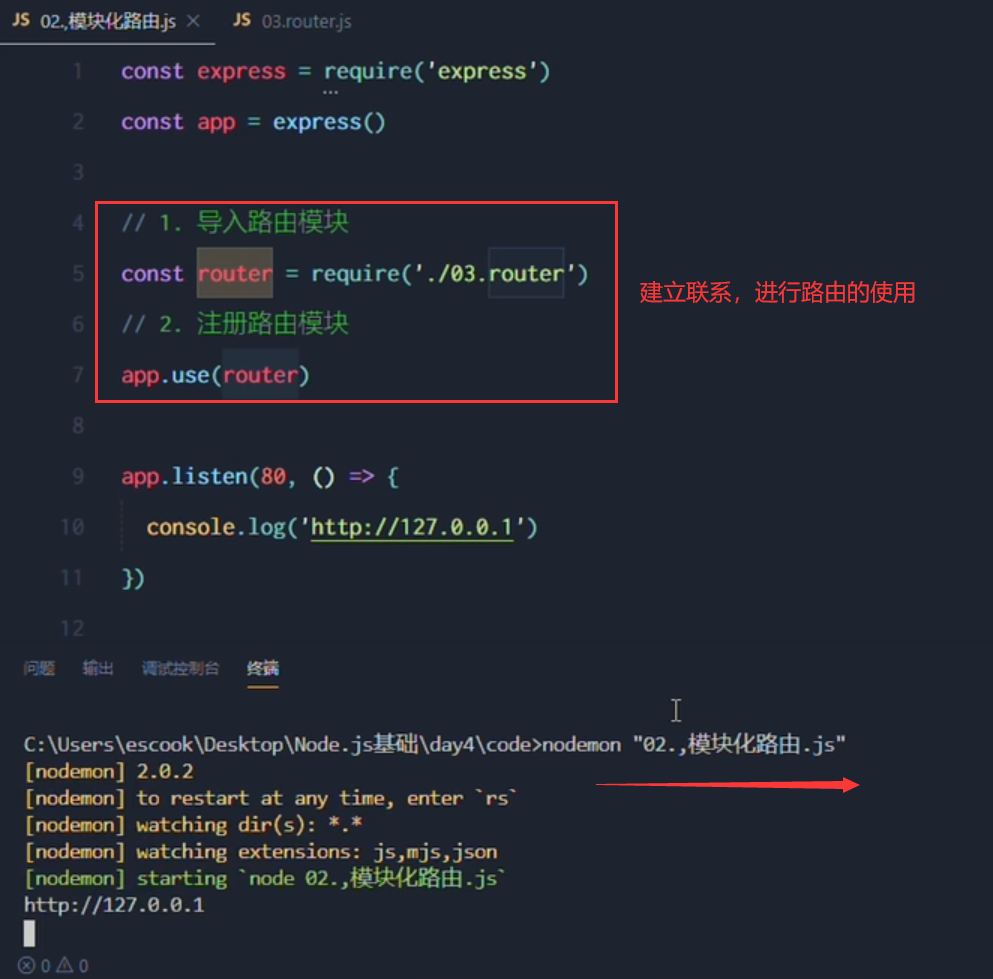 JS 02.,模块化路由.js × JS 03.router.js
1 const express = require('express')
2 const app = express()
3
4 // 1. 导入路由模块
5 const router = require('./03.router')
建立联系，进行路由的使用
6 // 2. 注册路由模块
7 app.use(router)
8
9 app.listen(80, () => {
10 console.log('http://127.0.0.1')
11 })
12
问题 输出 调试控制台 终端
C:\Users\escook\Desktop\Node.js基础\day4\code>nodemon "02.,模块化路由.js"
[nodemon] 2.0.2
[nodemon] to restart at any time, enter `rs`
[nodemon] watching dir(s): *.*
[nodemon] watching extensions: js,mjs,json
[nodemon] starting `node 02.,模块化路由.js`
http://127.0.0.1
0 0